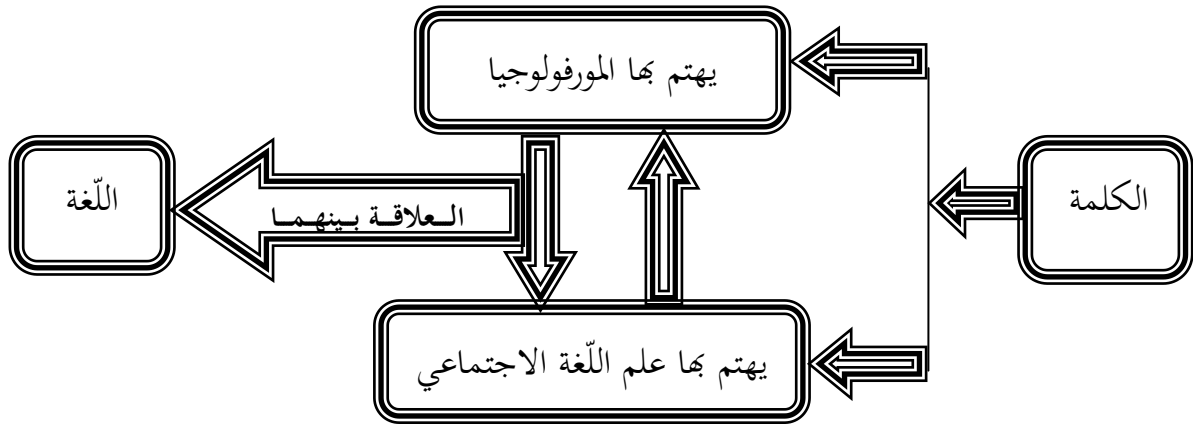 الكلمة
يهتم بها المورفولوجيا
يهتم بها علم اللّغة الاجتماعي
العلاقة بينهما
اللّغة